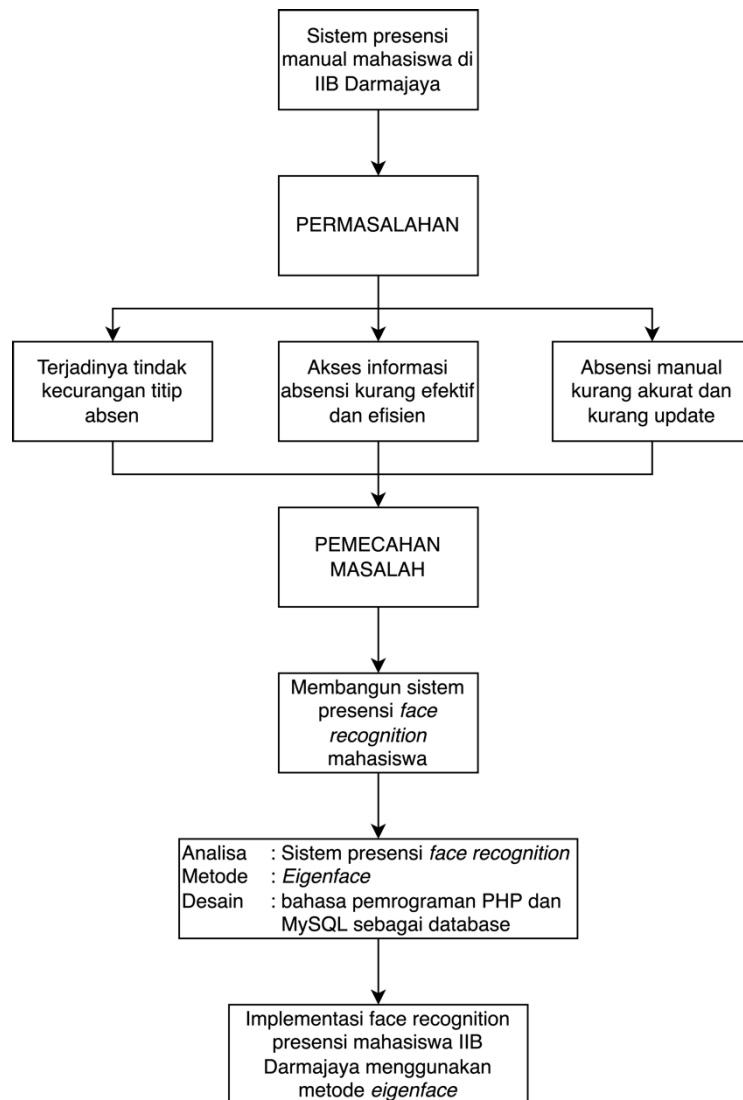 Sistem presensi
manual mahasiswa di
IIB Darmajaya
PERMASALAHAN
Terjadinya tindak
kecurangan titip
absen
Akses informasi
absensi kurang efektif
dan efisien
Absensi manual
kurang akurat dan
kurang update
PEMECAHAN
MASALAH
Membangun sistem
presensi face
recognition
mahasiswa
Analisa : Sistem presensi face recognition
Metode : Eigenface
Desain : bahasa pemrograman PHP dan
MySQL sebagai database
Implementasi face recognition
presensi mahasiswa IIB
Darmajaya menggunakan
metode eigenface